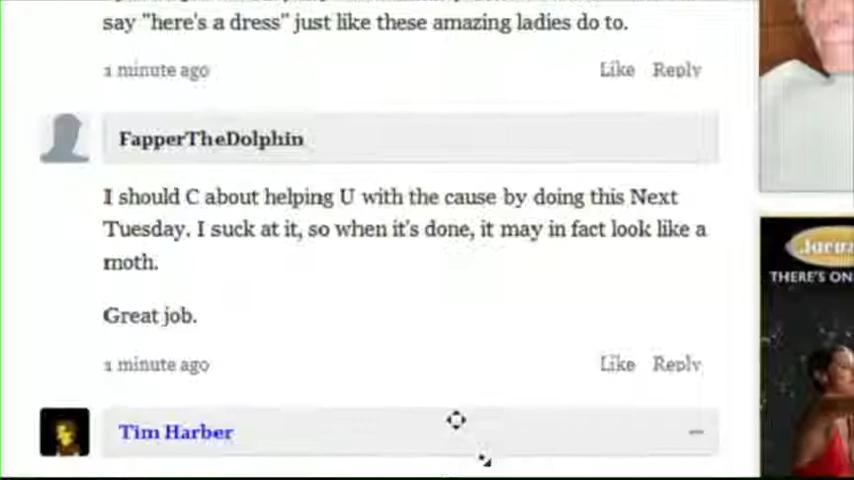 say "here's a dress" just like these amazing ladies do to.
1 minute ago Like Reply
FapperTheDolphin
I should C about helping U with the cause by doing this Next
Tuesday. I suck at it, so when it's done, it may in fact look like a
moth.
Great job.
1 minute ago Like Reply
Tim Harber
THERE'S ON